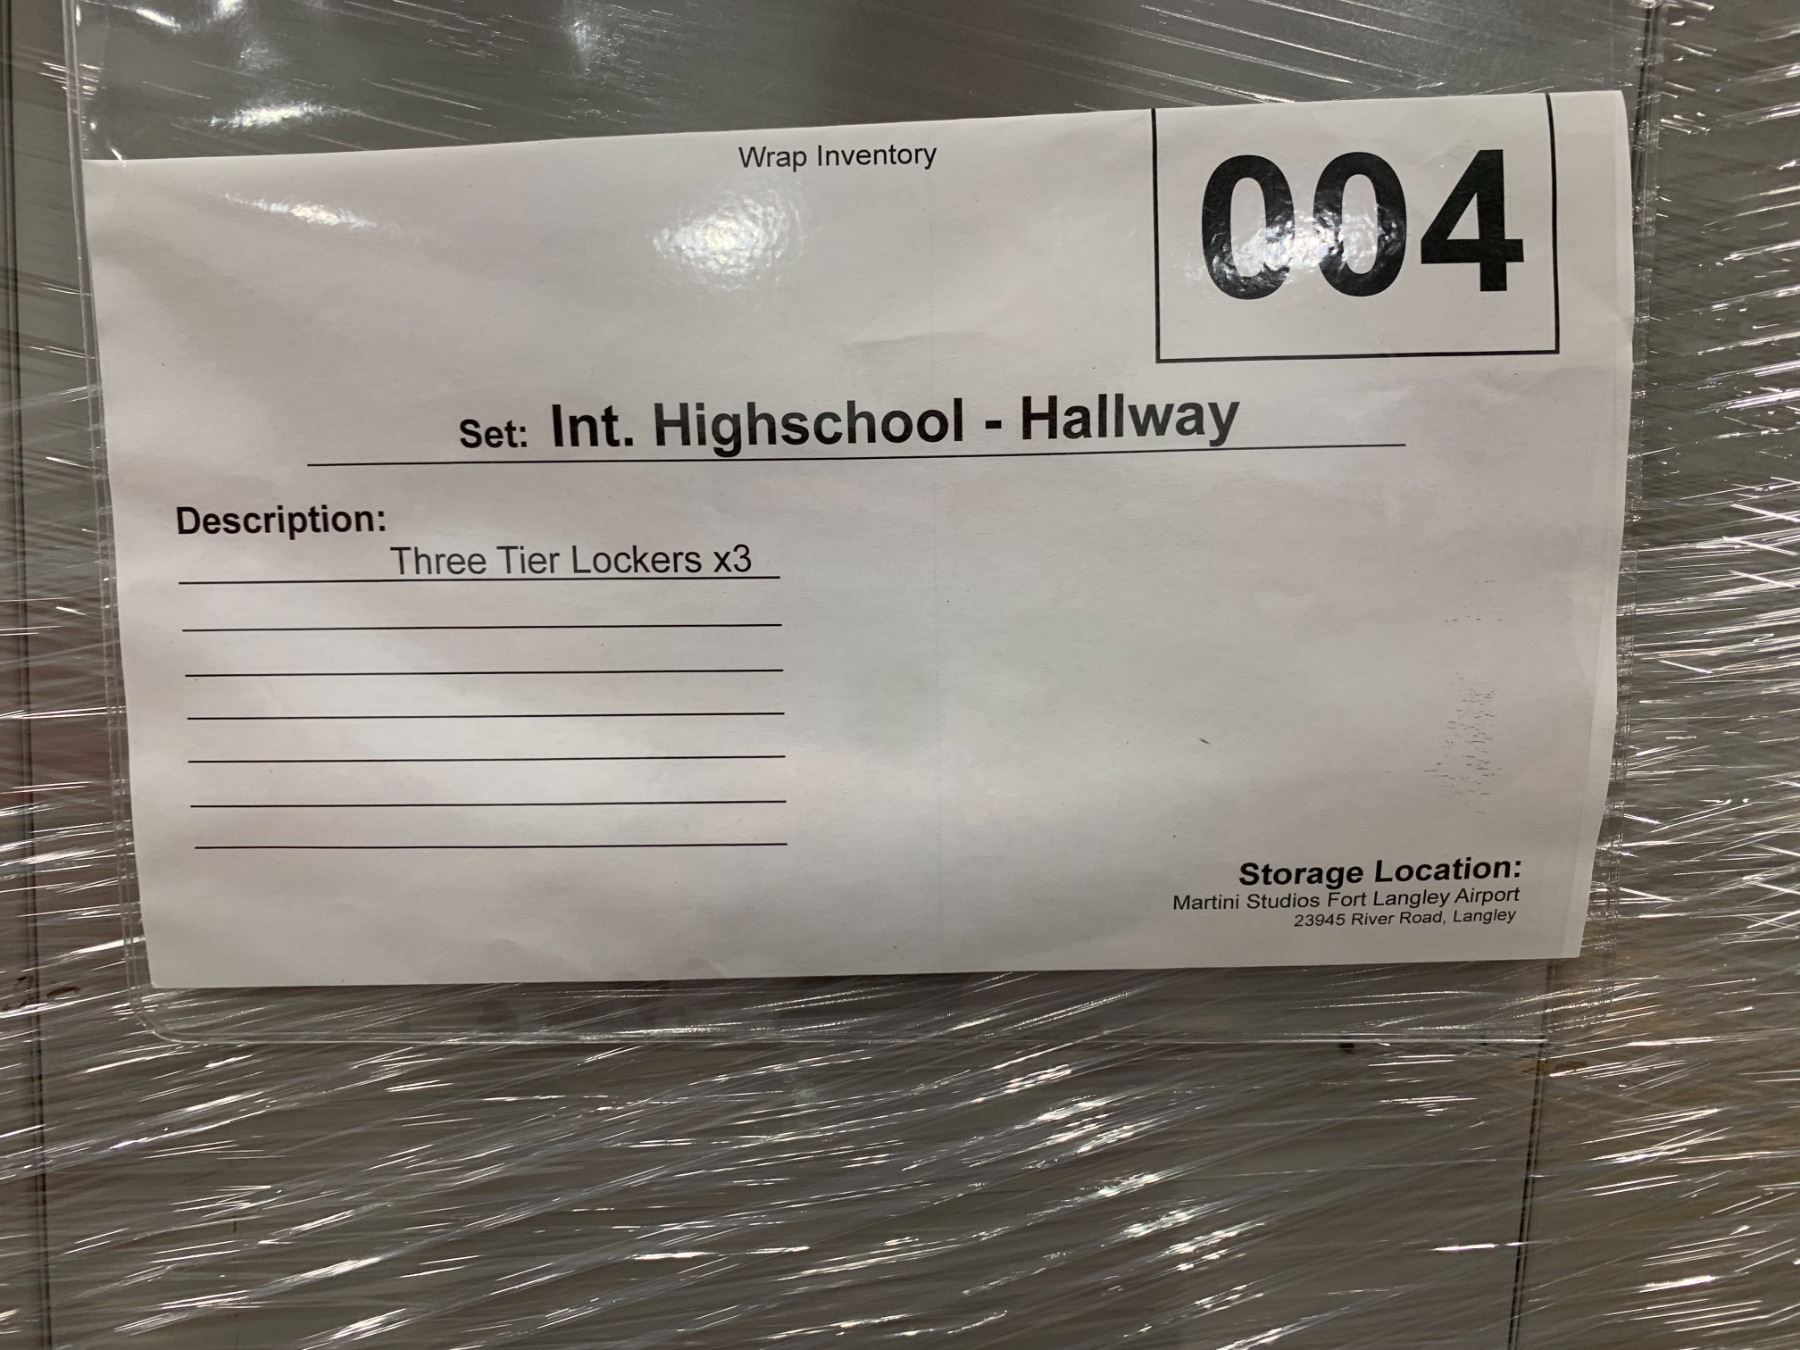 Wrap Inventory
004
Set: Int. Highschool - Hallway
Description:
Three Tier Lockers x3
Storage Location:
Martini Studios Fort Langley Airport
23945 River Road, Langley